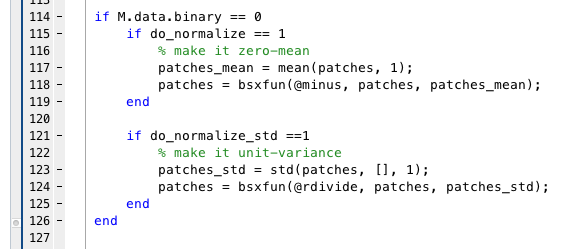 113
114 - if M.data.binary == 0
115 - if do_normalize == 1
116 % make it zero-mean
117 - patches_mean = mean(patches, 1);
118 - patches = bsxfun(@minus, patches, patches_mean);
119 - end
120
121 - if do_normalize_std ==1
122 % make it unit-variance
123 - patches_std = std(patches, [], 1);
124 - patches = bsxfun(@rdivide, patches, patches_std);
125 - end
126 - end
127